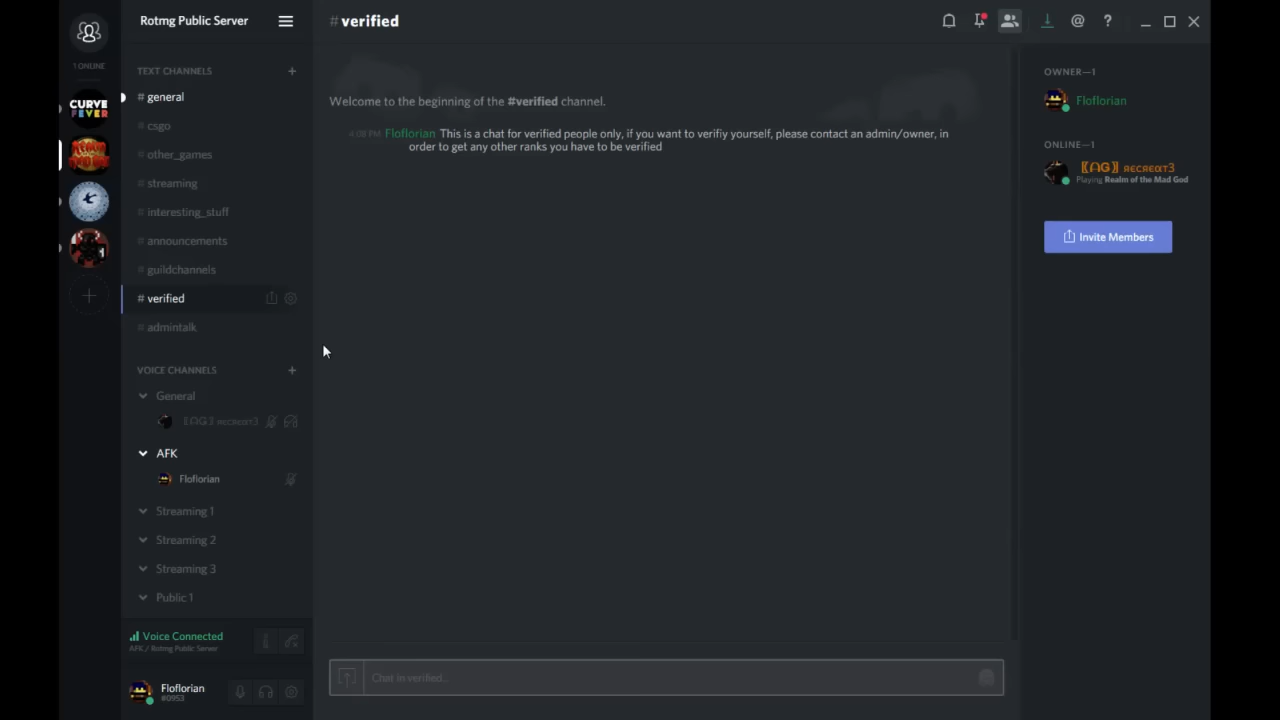 Rotmg Public Server
#verified
1 ONLINE
CURVE
FEVER
TEXT CHANNELS
# general
# csgo
# other_games
# streaming
# interesting_stuff
# announcements
# guildchannels
# verified
# admintalk
VOICE CHANNELS
General
AFK
Floflorian
Streaming 1
Streaming 2
Streaming 3
Public 1
Voice Connected
AFK / Rotmg Public Server
Floflorian
#0953
Welcome to the beginning of the #verified channel.
4:08 PM Floflorian This is a chat for verified people only, if you want to verifiy yourself, please contact an admin/owner, in
order to get any other ranks you have to be verified
Chat in verified...
OWNER—1
Floflorian
ONLINE—1
Playing Realm of the Mad God
Invite Members